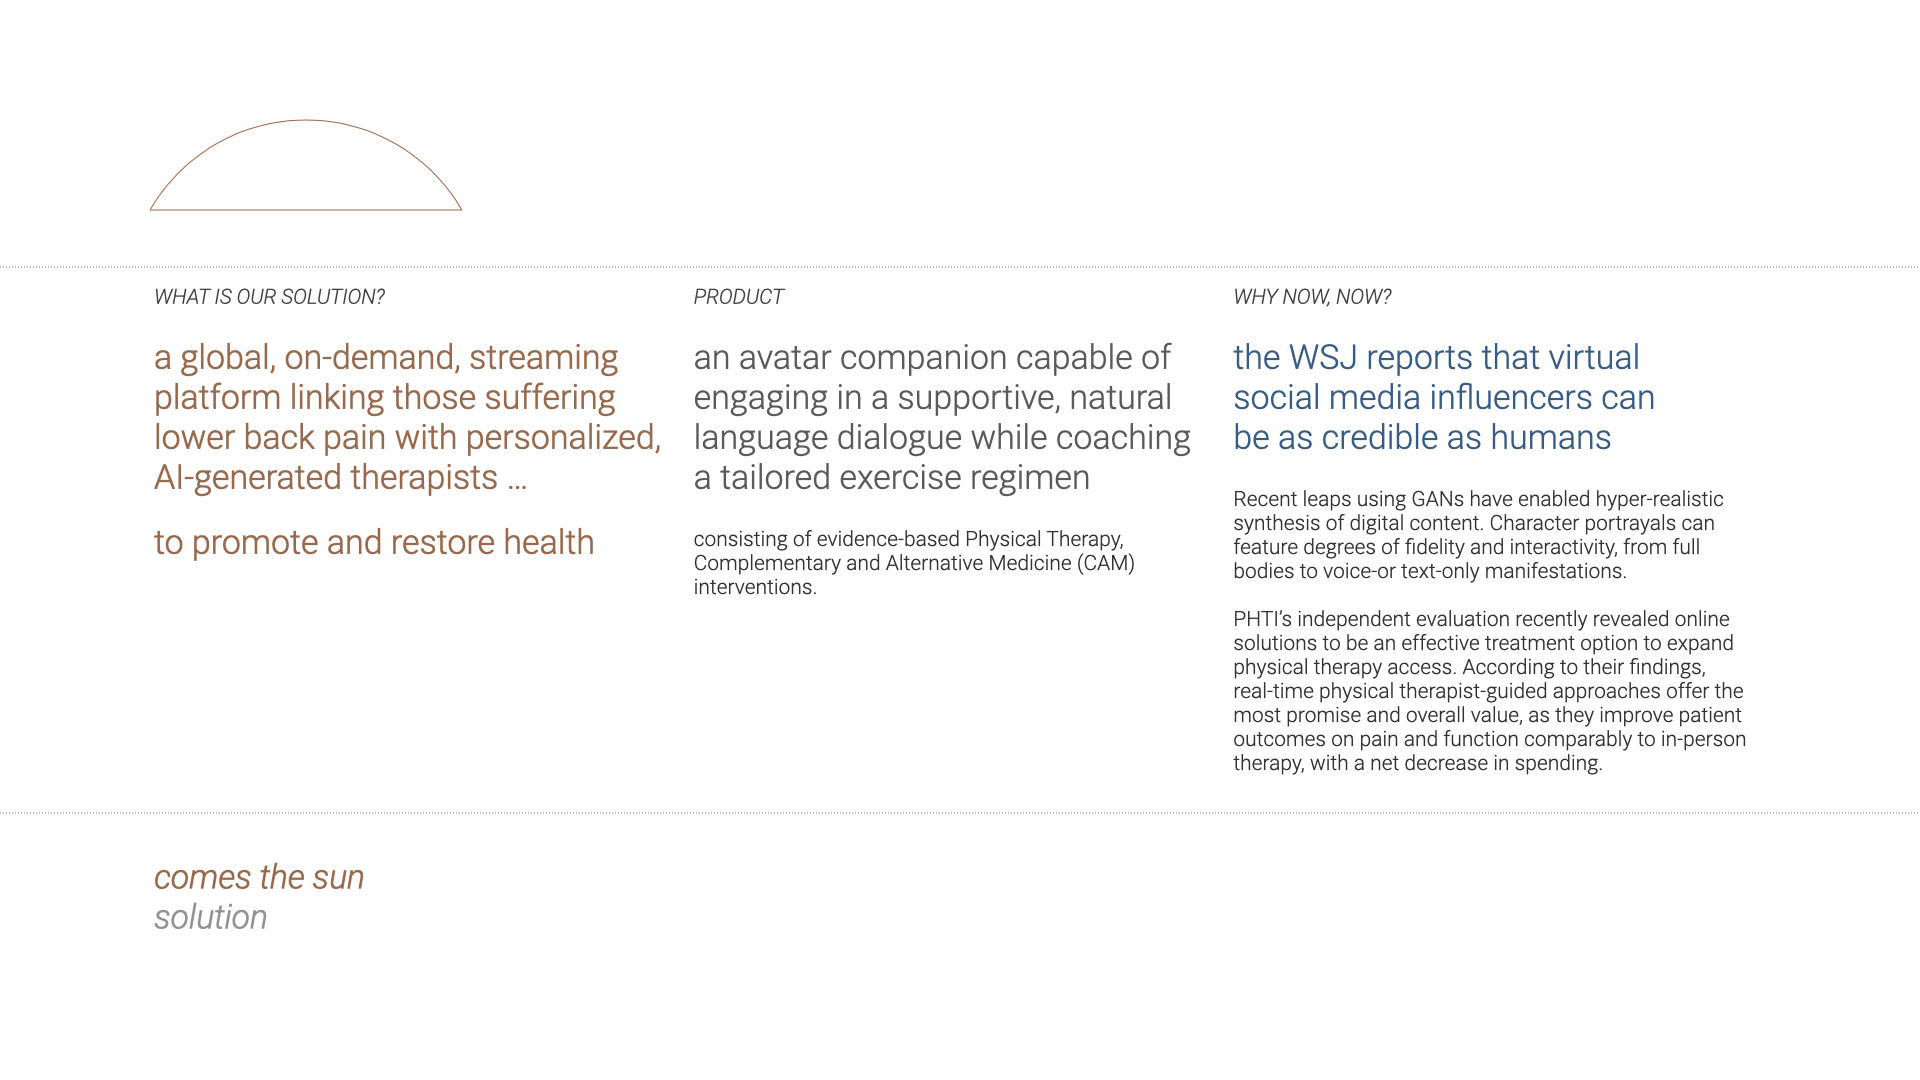 WHAT IS OUR SOLUTION?
a global, on-demand, streaming
platform linking those suffering
lower back pain with personalized,
AI-generated therapists ...
to promote and restore health
PRODUCT
an avatar companion capable of
engaging in a supportive, natural
language dialogue while coaching
a tailored exercise regimen
consisting of evidence-based Physical Therapy,
Complementary and Alternative Medicine (CAM)
interventions.
WHY NOW, NOW?
the WSJ reports that virtual
social media influencers can
be as credible as humans
Recent leaps using GANs have enabled hyper-realistic
synthesis of digital content. Character portrayals can
feature degrees of fidelity and interactivity, from full
bodies to voice-or text-only manifestations.
PHTI’s independent evaluation recently revealed online
solutions to be an effective treatment option to expand
physical therapy access. According to their findings,
real-time physical therapist-guided approaches offer the
most promise and overall value, as they improve patient
outcomes on pain and function comparably to in-person
therapy, with a net decrease in spending.
comes the sun
solution